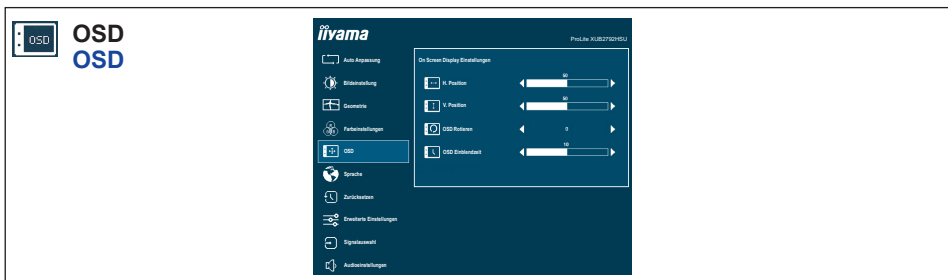 OSD
OSD
OSD
iiyama
ProLite XUB2792HSU
Auto Anpassung
Bildeinstellung
Geometrie
Farbeinstellungen
OSD
Sprache
Zurücksetzen
Erweiterte Einstellungen
Signalauswahl
Audioeinstellungen
On Screen Display Einstellungen
H. Position
50
V. Position
50
OSD Rotieren
0
OSD Einblendzeit
10